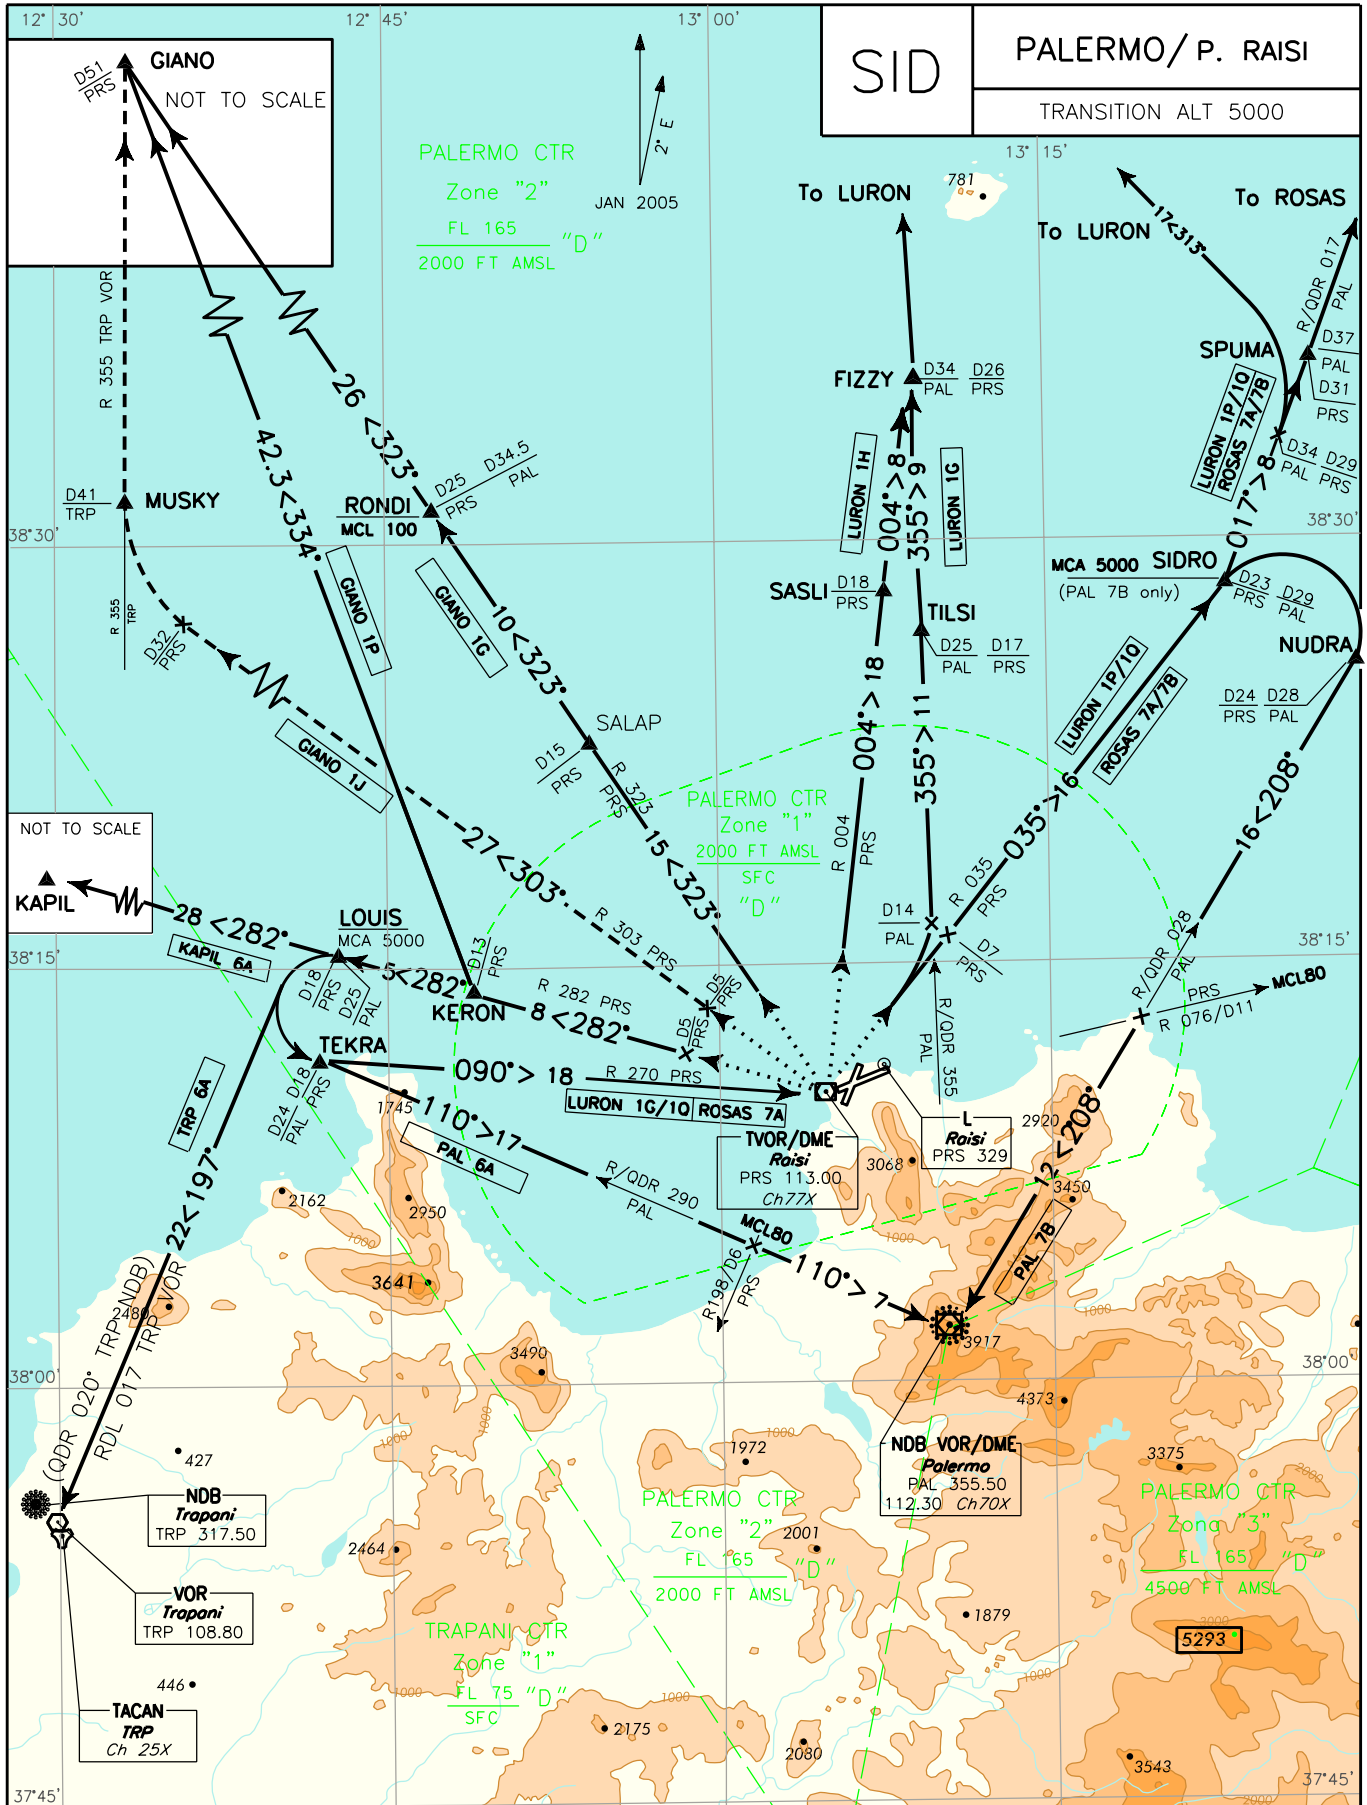 12° 30'
12° 45'
13° 00'
SID
PALERMO/ P. RAISI
TRANSITION ALT 5000
GIANO
D51
PRS
NOT TO SCALE
2° E
JAN 2005
PALERMO CTR
Zone "2"
FL 165
2000 FT AMSL
"D"
13° 15'
781
To LURON
To LURON
To ROSAS
17<313°
R/QDR 017
PAL
R 355 TRP VOR
26 <323°
42.3<334°
FIZZY
D34
PAL
D26
PRS
SPUMA
D37
PAL
D31
PRS
LURON 1P/1Q
ROSAS 7A/7B
D34
PAL
D29
PRS
017°>8
D41
TRP
MUSKY
RONDI
MCL 100
D25
PRS
D34.5
PAL
LURON 1H
004°>8
355°>9
LURON 1G
38°30'
38°30'
GIANO 1P
GIANO 1G
10<323°
SASLI
D18
PRS
TILSI
D25
PAL
D17
PRS
MCA 5000
SIDRO
(PAL 7B only)
D23
PRS
D29
PAL
NUDRA
D24
PRS
D28
PAL
R 355
TRP
D32
PRS
GIANO 1J
SALAP
D15
PRS
R 323
PRS
15<323°
004°>18
355°>11
LURON 1P/1Q
ROSAS 7A/7B
035°>16
16<208°
PALERMO CTR
Zone "1"
2000 FT AMSL
SFC
"D"
R 004
PRS
R 035
PRS
NOT TO SCALE
KAPIL
27<303°
R 303 PRS
28 <282°
KAPIL 6A
LOUIS
MCA 5000
D18
PRS
D25
PAL
5<282°
D13
PRS
KERON
8 <282°
R 282 PRS
D5
PRS
D5
PRS
D14
PAL
D7
PRS
R/QDR 355
PAL
R/QDR 028
PAL
38°15'
38°15'
PRS
R 076/D11
MCL80
TEKRA
D24
PAL
D18
PRS
090°> 18
R 270 PRS
LURON 1G/1Q
ROSAS 7A
TRP 6A
1745
110°>17
PAL 6A
R/QDR 290
PAL
TVOR/DME
Raisi
PRS 113.00
Ch77X
L
Raisi
PRS 329
2920
3068
3450
12<208°
PAL 7B
2162
2950
1000
1000
22<197°
3641
2480
MCL80
R198/D6
PRS
110°> 7
1000
3917
(QDR 020° TRP NDB)
RDL 017 TRP VOR
38°00'
38°00'
3490
4373
1000
1000
1000
427
1972
3375
2000
NDB VOR/DME
Palermo
PAL 355.50
112.30 Ch70X
NDB
Trapani
TRP 317.50
PALERMO CTR
Zone "2"
FL 165
2000 FT AMSL
"D"
2001
PALERMO CTR
Zona "3"
FL 165
4500 FT AMSL
"D"
2464
VOR
Trapani
TRP 108.80
TRAPANI CTR
Zone "1"
FL 75
SFC
"D"
1879
3000
5293
446
1000
1000
1000
TACAN
TRP
Ch 25X
2175
2080
3543
37°45'
37°45'
2000